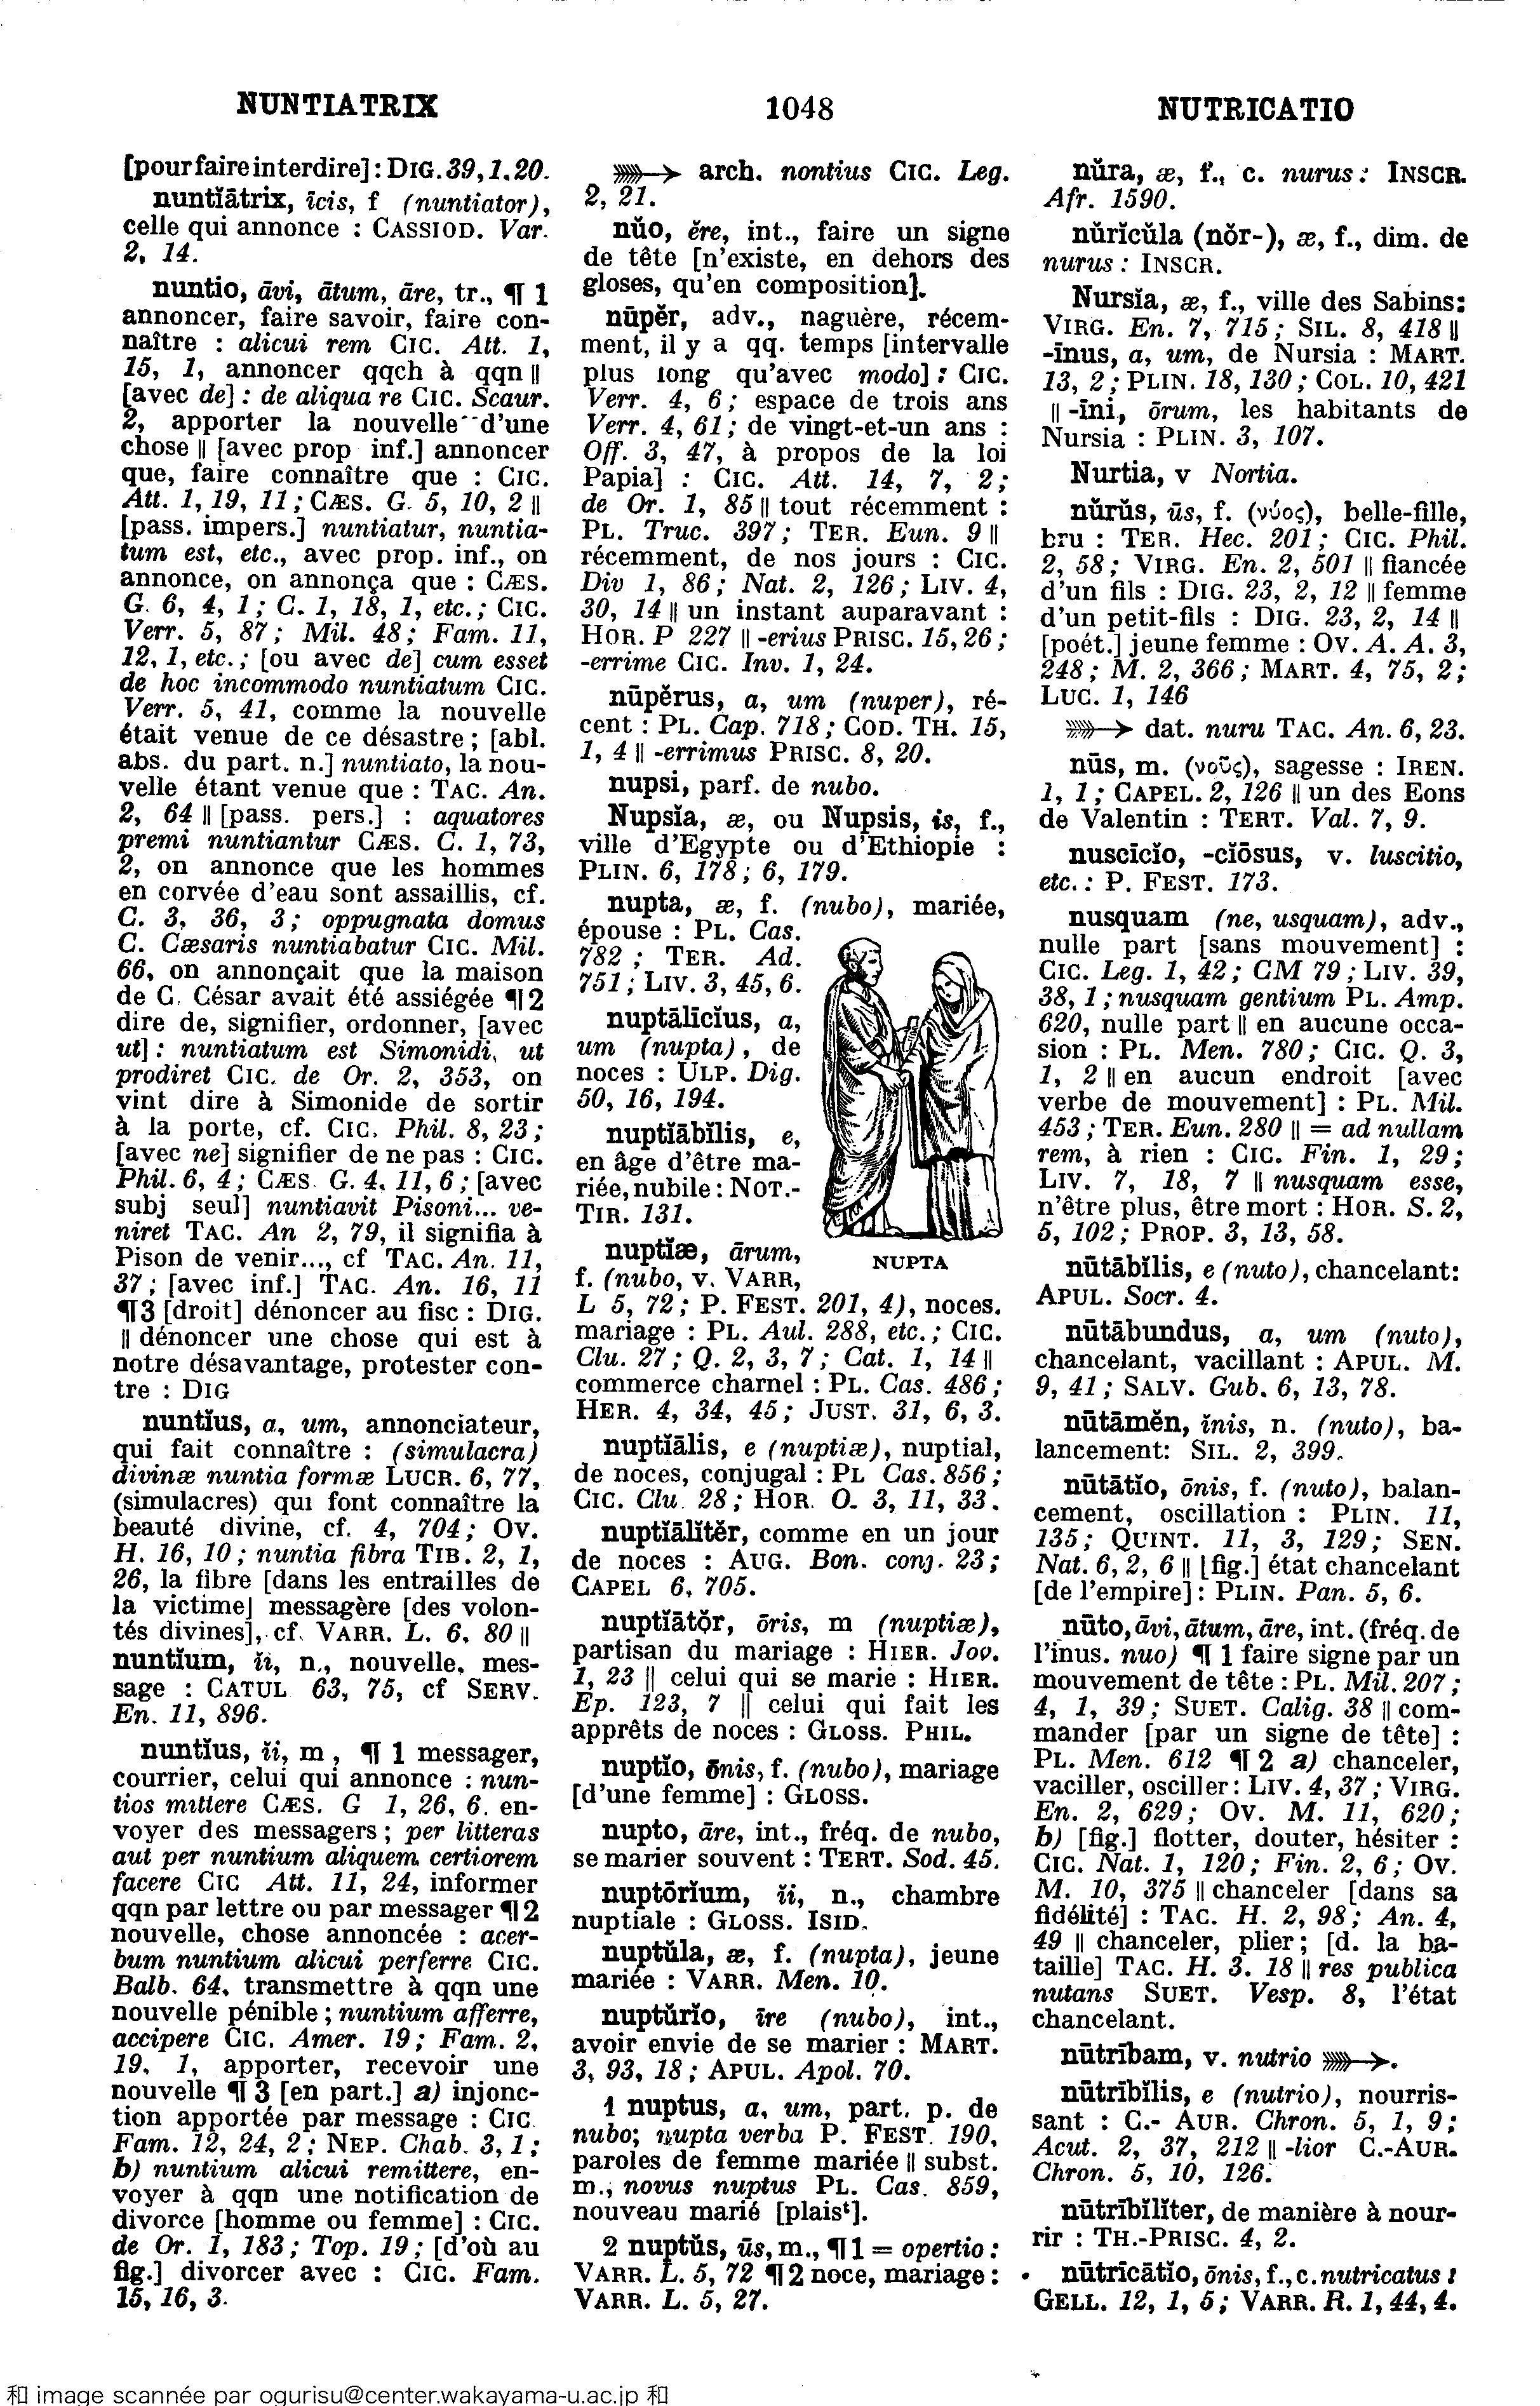 NUNTIATRIX
1048
NUTRICATIO
[pour faire interdire] : DIG. 39, 1, 20.
nuntĭātrix, īcis, f (nuntiator),
celle qui annonce : CASSIOD. Var.
2, 14.
nuntio, āvi, ātum, āre, tr., ¶ 1
annoncer, faire savoir, faire con-
naître : alicui rem CIC. Att. 1,
15, 1, annoncer qqch à qqn ||
[avec de] : de aliqua re CIC. Scaur.
2, apporter la nouvelle d'une
chose || [avec prop inf.] annoncer
que, faire connaître que : CIC.
Att. 1, 19, 11 ; CÆS. G. 5, 10, 2 ||
[pass. impers.] nuntiatur, nuntia-
tum est, etc., avec prop. inf., on
annonce, on annonça que : CÆS.
G. 6, 4, 1 ; C. 1, 18, 1, etc. ; CIC.
Verr. 5, 87 ; Mil. 48 ; Fam. 11,
12, 1, etc. ; [ou avec de] cum esset
de hoc incommodo nuntiatum CIC.
Verr. 5, 41, comme la nouvelle
était venue de ce désastre ; [abl.
abs. du part. n.] nuntiato, la nou-
velle étant venue que : TAC. An.
2, 64 || [pass. pers.] : aquatores
premi nuntiantur CÆS. C. 1, 73,
2, on annonce que les hommes
en corvée d'eau sont assaillis, cf.
C. 3, 36, 3 ; oppugnata domus
C. Cæsaris nuntiabatur CIC. Mil.
66, on annonçait que la maison
de C. César avait été assiégée ¶ 2
dire de, signifier, ordonner, [avec
ut] : nuntiatum est Simonidi, ut
prodiret CIC. de Or. 2, 353, on
vint dire à Simonide de sortir
à la porte, cf. CIC. Phil. 8, 23 ;
[avec ne] signifier de ne pas : CIC.
Phil. 6, 4 ; CÆS. G. 4, 11, 6 ; [avec
subj seul] nuntiavit Pisoni... ve-
niret TAC. An 2, 79, il signifia à
Pison de venir..., cf TAC. An. 11,
37 ; [avec inf.] TAC. An. 16, 11
¶ 3 [droit] dénoncer au fisc : DIG.
|| dénoncer une chose qui est à
notre désavantage, protester con-
tre : DIG
nuntĭus, a, um, annonciateur,
qui fait connaître : (simulacra)
divinæ nuntia formæ LUCR. 6, 77,
(simulacres) qui font connaître la
beauté divine, cf. 4, 704 ; OV.
H. 16, 10 ; nuntia fibra TIB. 2, 1,
26, la fibre [dans les entrailles de
la victime] messagère [des volon-
tés divines], cf. VARR. L. 6, 80 ||
nuntĭum, ĭi, n., nouvelle, mes-
sage : CATUL 63, 75, cf SERV.
En. 11, 896.
nuntĭus, ĭi, m , ¶ 1 messager,
courrier, celui qui annonce : nun-
tios mittere CÆS. G 1, 26, 6. en-
voyer des messagers ; per litteras
aut per nuntium aliquem certiorem
facere CIC Att. 11, 24, informer
qqn par lettre ou par messager ¶ 2
nouvelle, chose annoncée : acer-
bum nuntium alicui perferre CIC.
Balb. 64, transmettre à qqn une
nouvelle pénible ; nuntium afferre,
accipere CIC. Amer. 19 ; Fam. 2,
19, 1, apporter, recevoir une
nouvelle ¶ 3 [en part.] a) injonc-
tion apportée par message : CIC
Fam. 12, 24, 2 ; NEP. Chab. 3, 1 ;
b) nuntium alicui remittere, en-
voyer à qqn une notification de
divorce [homme ou femme] : CIC.
de Or. 1, 183 ; Top. 19 ; [d'où au
fig.] divorcer avec : CIC. Fam.
15, 16, 3.
arch. nontius CIC. Leg.
2, 21.
nŭo, ĕre, int., faire un signe
de tête [n'existe, en dehors des
gloses, qu'en composition].
nūpĕr, adv., naguère, récem-
ment, il y a qq. temps [intervalle
plus long qu'avec modo] : CIC.
Verr. 4, 6 ; espace de trois ans
Verr. 4, 61 ; de vingt-et-un ans :
Off. 3, 47, à propos de la loi
Papia] : CIC. Att. 14, 7, 2 ;
de Or. 1, 85 || tout récemment :
PL. Truc. 397 ; TER. Eun. 9 ||
récemment, de nos jours : CIC.
Div 1, 86 ; Nat. 2, 126 ; LIV. 4,
30, 14 || un instant auparavant :
HOR. P 227 || -erius PRISC. 15, 26 ;
-errime CIC. Inv. 1, 24.
nūpĕrus, a, um (nuper), ré-
cent : PL. Cap. 718 ; COD. TH. 15,
1, 4 || -errimus PRISC. 8, 20.
nupsi, parf. de nubo.
Nupsĭa, æ, ou Nupsis, is, f.,
ville d'Egypte ou d'Ethiopie :
PLIN. 6, 178 ; 6, 179.
nupta, æ, f. (nubo), mariée,
épouse : PL. Cas.
782 ; TER. Ad.
751 ; LIV. 3, 45, 6.
nuptālĭcĭus, a,
um (nupta), de
noces : ULP. Dig.
50, 16, 194.
nuptĭābĭlis, e,
en âge d'être ma-
riée, nubile : NOT.-
TIR. 131.
nuptĭæ, ārum,
f. (nubo, v. VARR,
NUPTA
L 5, 72 ; P. FEST. 201, 4), noces.
mariage : PL. Aul. 288, etc. ; CIC.
Clu. 27 ; Q. 2, 3, 7 ; Cat. 1, 14 ||
commerce charnel : PL. Cas. 486 ;
HER. 4, 34, 45 ; JUST. 31, 6, 3.
nuptĭālis, e (nuptiæ), nuptial,
de noces, conjugal : PL Cas. 856 ;
CIC. Clu. 28 ; HOR. O. 3, 11, 33.
nuptĭālĭtĕr, comme en un jour
de noces : AUG. Bon. conj. 23 ;
CAPEL 6, 705.
nuptĭātŏr, ōris, m (nuptiæ),
partisan du mariage : HIER. Jov.
1, 23 || celui qui se marie : HIER.
Ep. 123, 7 || celui qui fait les
apprêts de noces : GLOSS. PHIL.
nuptĭo, ōnis, f. (nubo), mariage
[d'une femme] : GLOSS.
nupto, āre, int., fréq. de nubo,
se marier souvent : TERT. Sod. 45.
nuptōrĭum, ĭi, n., chambre
nuptiale : GLOSS. ISID.
nuptŭla, æ, f. (nupta), jeune
mariée : VARR. Men. 10.
nuptŭrĭo, īre (nubo), int.,
avoir envie de se marier : MART.
3, 93, 18 ; APUL. Apol. 70.
1 nuptus, a, um, part. p. de
nubo; nupta verba P. FEST. 190,
paroles de femme mariée || subst.
m., novus nuptus PL. Cas. 859,
nouveau marié [plaisᵗ].
2 nuptŭs, ūs, m., ¶ 1 = opertio :
VARR. L. 5, 72 ¶ 2 noce, mariage :
VARR. L. 5, 27.
nŭra, æ, f., c. nurus : INSCR.
Afr. 1590.
nŭrĭcŭla (nŏr-), æ, f., dim. de
nurus : INSCR.
Nursĭa, æ, f., ville des Sabins :
VIRG. En. 7, 715 ; SIL. 8, 418 ||
-īnus, a, um, de Nursia : MART.
13, 2 ; PLIN. 18, 130 ; COL. 10, 421
|| -īni, ōrum, les habitants de
Nursia : PLIN. 3, 107.
Nurtia, v Nortia.
nŭrŭs, ūs, f. (νύος), belle-fille,
bru : TER. Hec. 201 ; CIC. Phil.
2, 58 ; VIRG. En. 2, 501 || fiancée
d'un fils : DIG. 23, 2, 12 || femme
d'un petit-fils : DIG. 23, 2, 14 ||
[poét.] jeune femme : OV. A. A. 3,
248 ; M. 2, 366 ; MART. 4, 75, 2 ;
LUC. 1, 146
dat. nuru TAC. An. 6, 23.
nūs, m. (νοῦς), sagesse : IREN.
1, 1 ; CAPEL. 2, 126 || un des Eons
de Valentin : TERT. Val. 7, 9.
nuscĭcĭo, -cĭōsus, v. luscitio,
etc. : P. FEST. 173.
nusquam (ne, usquam), adv.,
nulle part [sans mouvement] :
CIC. Leg. 1, 42 ; CM 79 ; LIV. 39,
38, 1 ; nusquam gentium PL. Amp.
620, nulle part || en aucune occa-
sion : PL. Men. 780 ; CIC. Q. 3,
1, 2 || en aucun endroit [avec
verbe de mouvement] : PL. Mil.
453 ; TER. Eun. 280 || = ad nullam
rem, à rien : CIC. Fin. 1, 29 ;
LIV. 7, 18, 7 || nusquam esse,
n'être plus, être mort : HOR. S. 2,
5, 102 ; PROP. 3, 13, 58.
nūtābĭlis, e (nuto), chancelant :
APUL. Socr. 4.
nūtābundus, a, um (nuto),
chancelant, vacillant : APUL. M.
9, 41 ; SALV. Gub. 6, 13, 78.
nūtāmĕn, ĭnis, n. (nuto), ba-
lancement: SIL. 2, 399.
nūtātĭo, ōnis, f. (nuto), balan-
cement, oscillation : PLIN. 11,
135 ; QUINT. 11, 3, 129 ; SEN.
Nat. 6, 2, 6 || [fig.] état chancelant
[de l'empire] : PLIN. Pan. 5, 6.
nūto, āvi, ātum, āre, int. (fréq. de
l'inus. nuo) ¶ 1 faire signe par un
mouvement de tête : PL. Mil. 207 ;
4, 1, 39 ; SUET. Calig. 38 || com-
mander [par un signe de tête] :
PL. Men. 612 ¶ 2 a) chanceler,
vaciller, osciller : LIV. 4, 37 ; VIRG.
En. 2, 629 ; OV. M. 11, 620 ;
b) [fig.] flotter, douter, hésiter :
CIC. Nat. 1, 120 ; Fin. 2, 6 ; OV.
M. 10, 375 || chanceler [dans sa
fidélité] : TAC. H. 2, 98 ; An. 4,
49 || chanceler, plier ; [d. la ba-
taille] TAC. H. 3. 18 || res publica
nutans SUET. Vesp. 8, l'état
chancelant.
nūtrībam, v. nutrio.
nūtrībĭlis, e (nutrio), nourris-
sant : C.- AUR. Chron. 5, 1, 9 ;
Acut. 2, 37, 212 || -lior C.-AUR.
Chron. 5, 10, 126.
nūtrībĭlĭter, de manière à nour-
rir : TH.-PRISC. 4, 2.
nūtrīcātĭo, ōnis, f., c. nutricatus :
GELL. 12, 1, 5 ; VARR. R. 1, 44, 4.
和 image scannée par ogurisu@center.wakayama-u.ac.jp 和